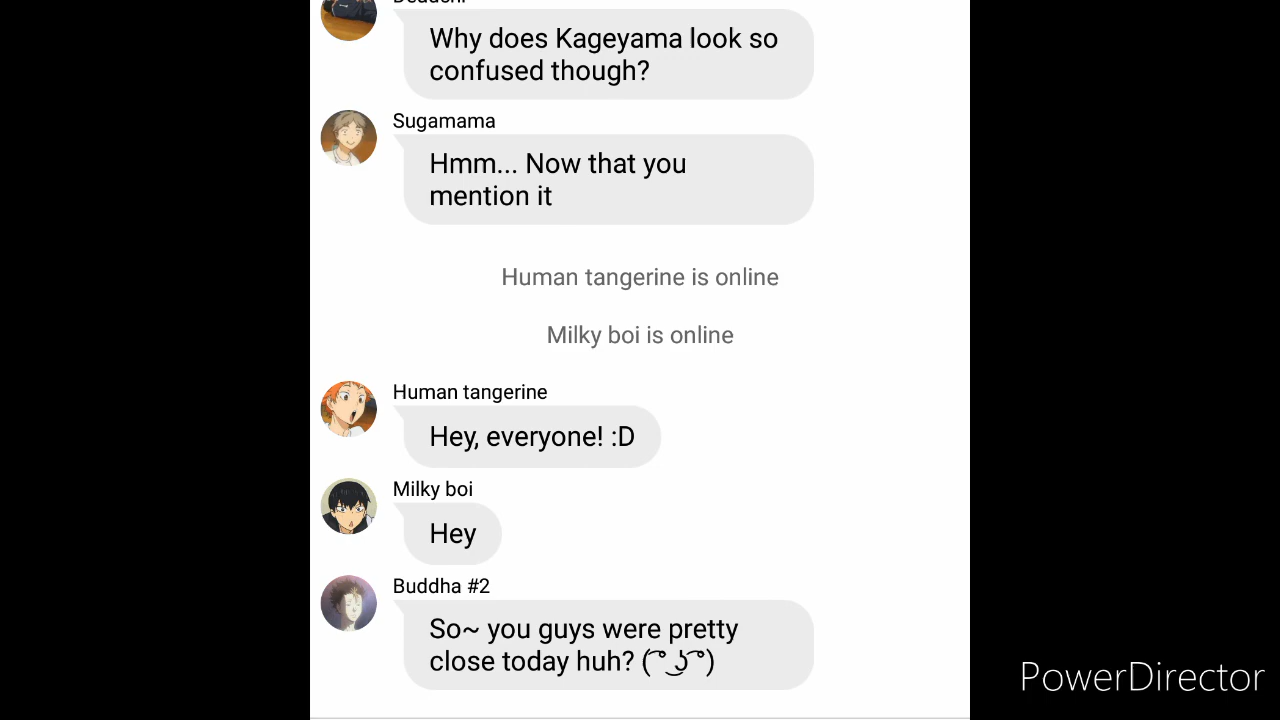 Why does Kageyama look so
confused though?
Sugamama
Hmm... Now that you
mention it
Human tangerine is online
Milky boi is online
Human tangerine
Hey, everyone! :D
Milky boi
Hey
Buddha #2
So~ you guys were pretty
close today huh? ( ͡° ͜ʖ ͡°)
PowerDirector